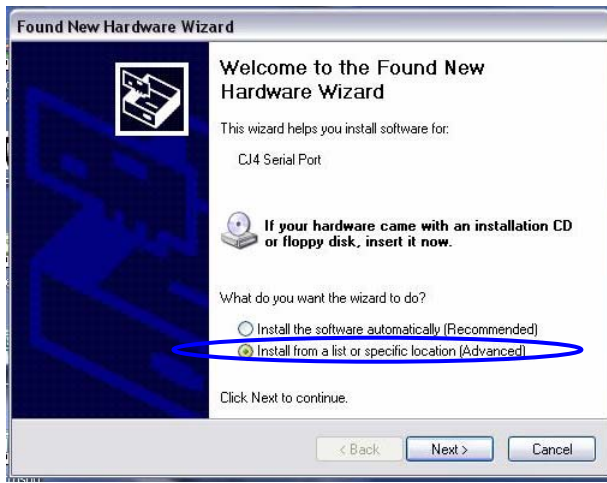 Found New Hardware Wizard
Welcome to the Found New
Hardware Wizard
This wizard helps you install software for:
CJ4 Serial Port
If your hardware came with an installation CD
or floppy disk, insert it now.
What do you want the wizard to do?
Install the software automatically (Recommended)
Install from a list or specific location (Advanced)
Click Next to continue.
< Back
Next >
Cancel